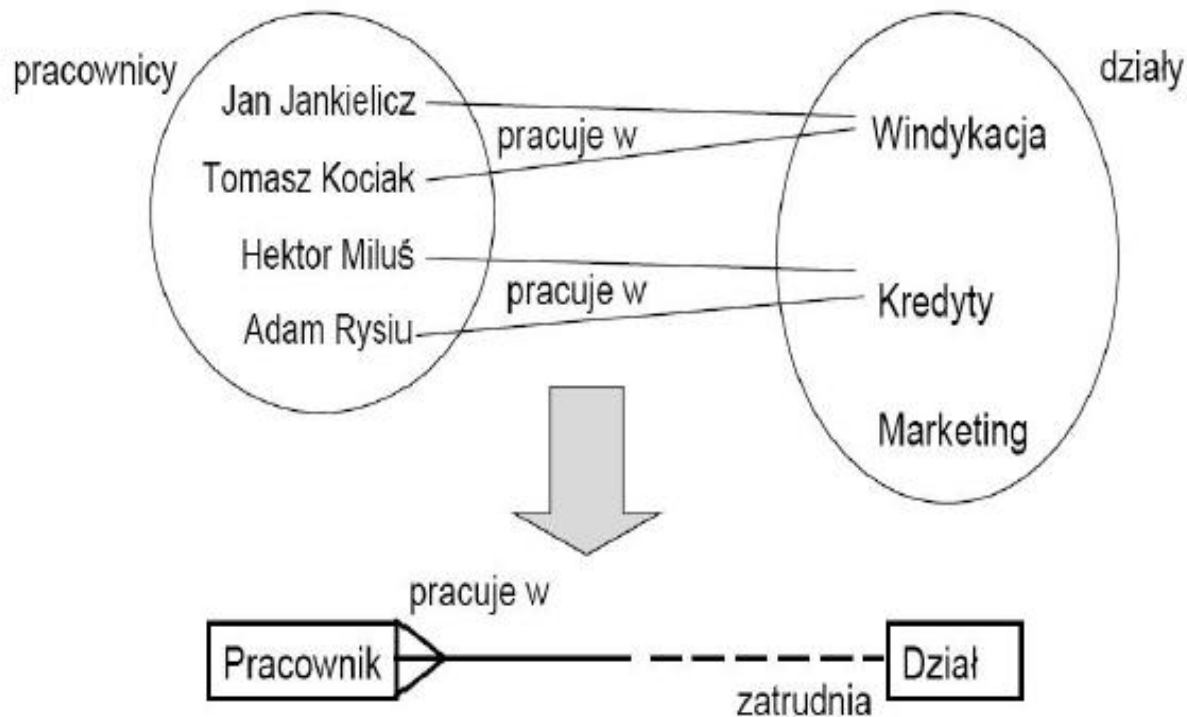 pracownicy
działy
Jan Jankielicz
pracuje w
Windykacja
Tomasz Kociak
Hektor Miluś
pracuje w
Kredyty
Adam Rysiu
Marketing
pracuje w
Pracownik
Dział
zatrudnia